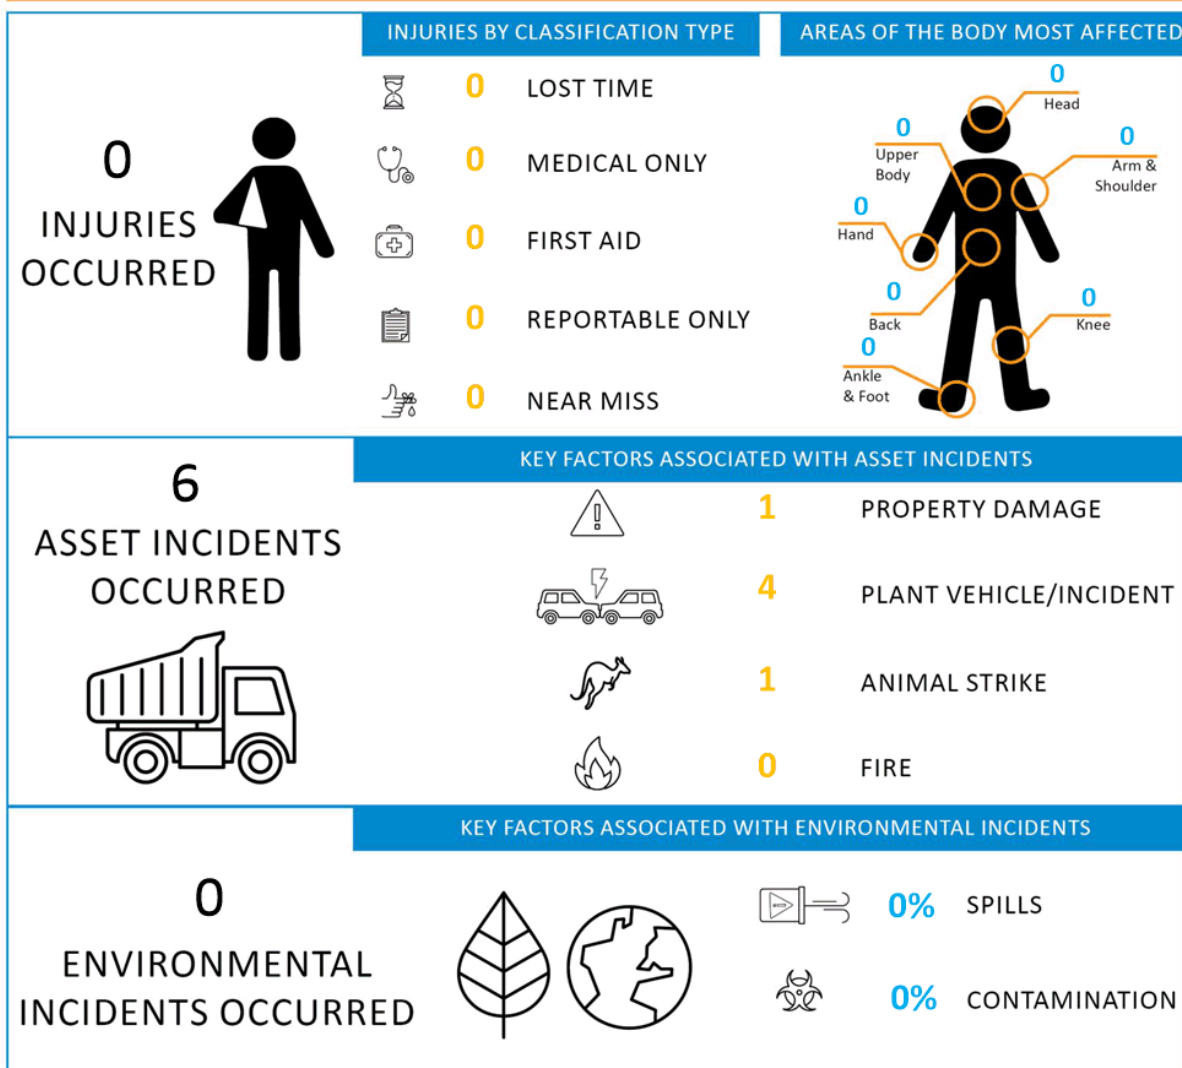 INJURIES BY CLASSIFICATION TYPE
AREAS OF THE BODY MOST AFFECTED
0
INJURIES
OCCURRED
0 LOST TIME
0 MEDICAL ONLY
0 FIRST AID
0 REPORTABLE ONLY
0 NEAR MISS
0
Head
0
Upper
Body
0
Arm &
Shoulder
0
Hand
0
Back
0
Knee
0
Ankle
& Foot
6
ASSET INCIDENTS
OCCURRED
KEY FACTORS ASSOCIATED WITH ASSET INCIDENTS
1 PROPERTY DAMAGE
4 PLANT VEHICLE/INCIDENT
1 ANIMAL STRIKE
0 FIRE
KEY FACTORS ASSOCIATED WITH ENVIRONMENTAL INCIDENTS
0
ENVIRONMENTAL
INCIDENTS OCCURRED
0% SPILLS
0% CONTAMINATION